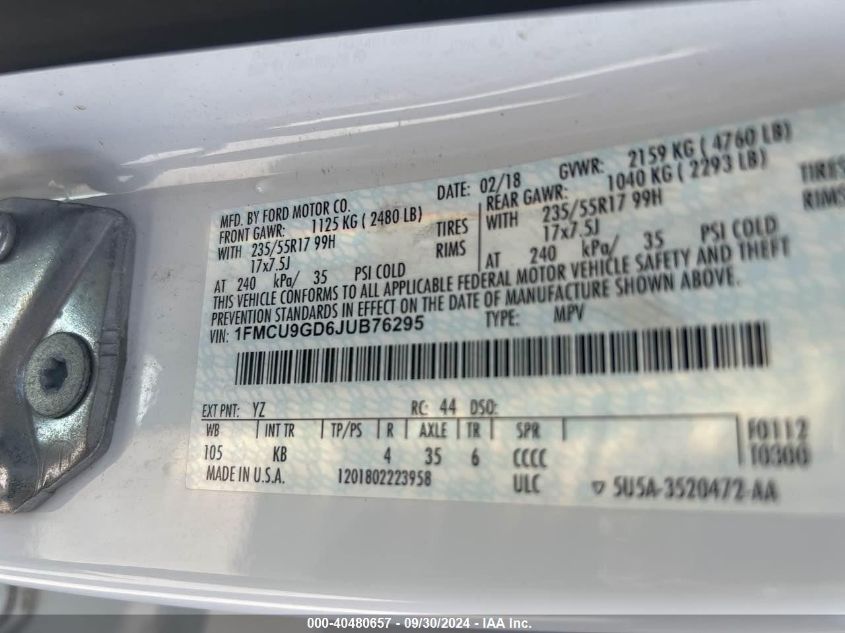 MFD. BY FORD MOTOR CO.
DATE: 02/18 GVWR: 2159 KG ( 4760 LB)
FRONT GAWR: 1125 KG ( 2480 LB) REAR GAWR: 1040 KG ( 2293 LB)
WITH 235/55R17 99H TIRES WITH 235/55R17 99H TIRES
17x7.5J RIMS 17x7.5J RIMS
AT 240 kPa/ 35 PSI COLD AT 240 kPa/ 35 PSI COLD
THIS VEHICLE CONFORMS TO ALL APPLICABLE FEDERAL MOTOR VEHICLE SAFETY AND THEFT
PREVENTION STANDARDS IN EFFECT ON THE DATE OF MANUFACTURE SHOWN ABOVE.
VIN: 1FMCU9GD6JUB76295 TYPE: MPV
EXT PNT: YZ RC: 44 DSO:
WB INT TR TP/PS R AXLE TR SPR F0112
105 KB 4 35 6 CCCC T0300
MADE IN U.S.A. 1201802223958 ULC 5U5A-3520472-AA
000-40480657 - 09/30/2024 - IAA Inc.